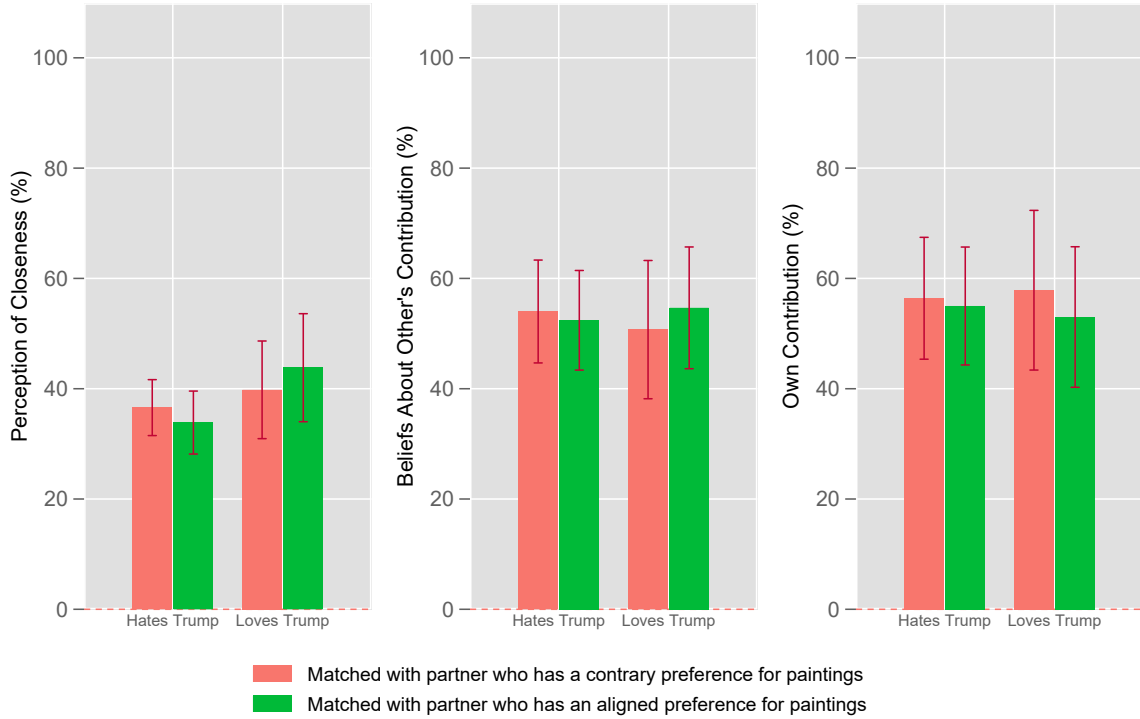 Perception of Closeness (%)
100
80
60
40
20
0
Hates Trump Loves Trump
Beliefs About Other's Contribution (%)
100
80
60
40
20
0
Hates Trump Loves Trump
Own Contribution (%)
100
80
60
40
20
0
Hates Trump Loves Trump
Matched with partner who has a contrary preference for paintings
Matched with partner who has an aligned preference for paintings